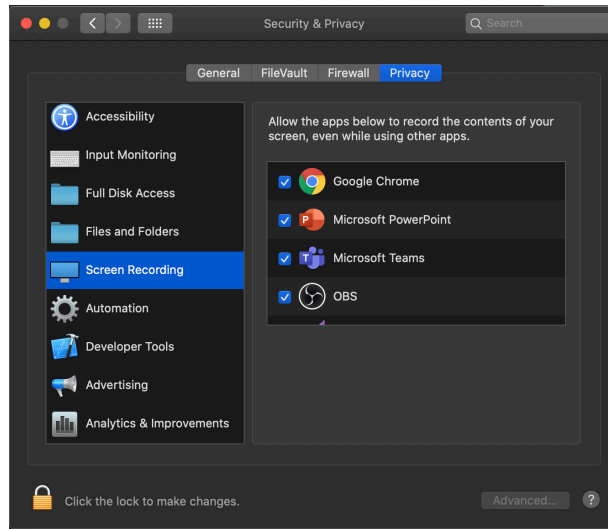 Security & Privacy
Search
General
FileVault
Firewall
Privacy
Accessibility
Input Monitoring
Full Disk Access
Files and Folders
Screen Recording
Automation
Developer Tools
Advertising
Analytics & Improvements
Allow the apps below to record the contents of your
screen, even while using other apps.
Google Chrome
Microsoft PowerPoint
Microsoft Teams
OBS
Click the lock to make changes.
Advanced...
?